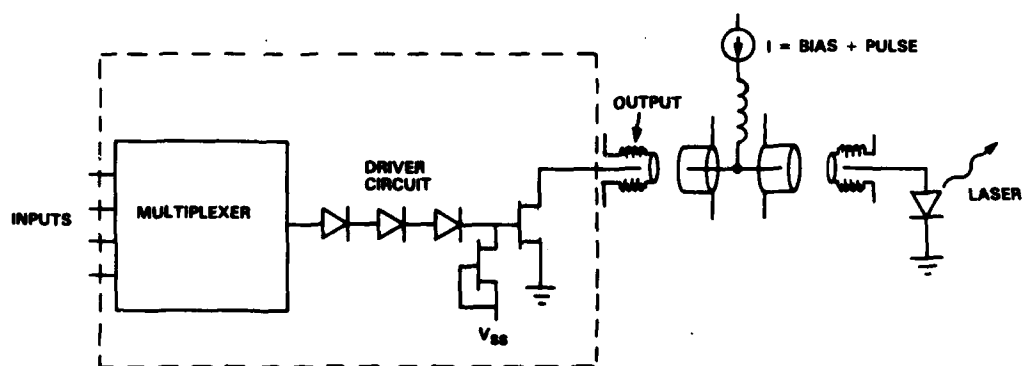 I = BIAS + PULSE
OUTPUT
DRIVER
CIRCUIT
INPUTS
MULTIPLEXER
LASER
VSS